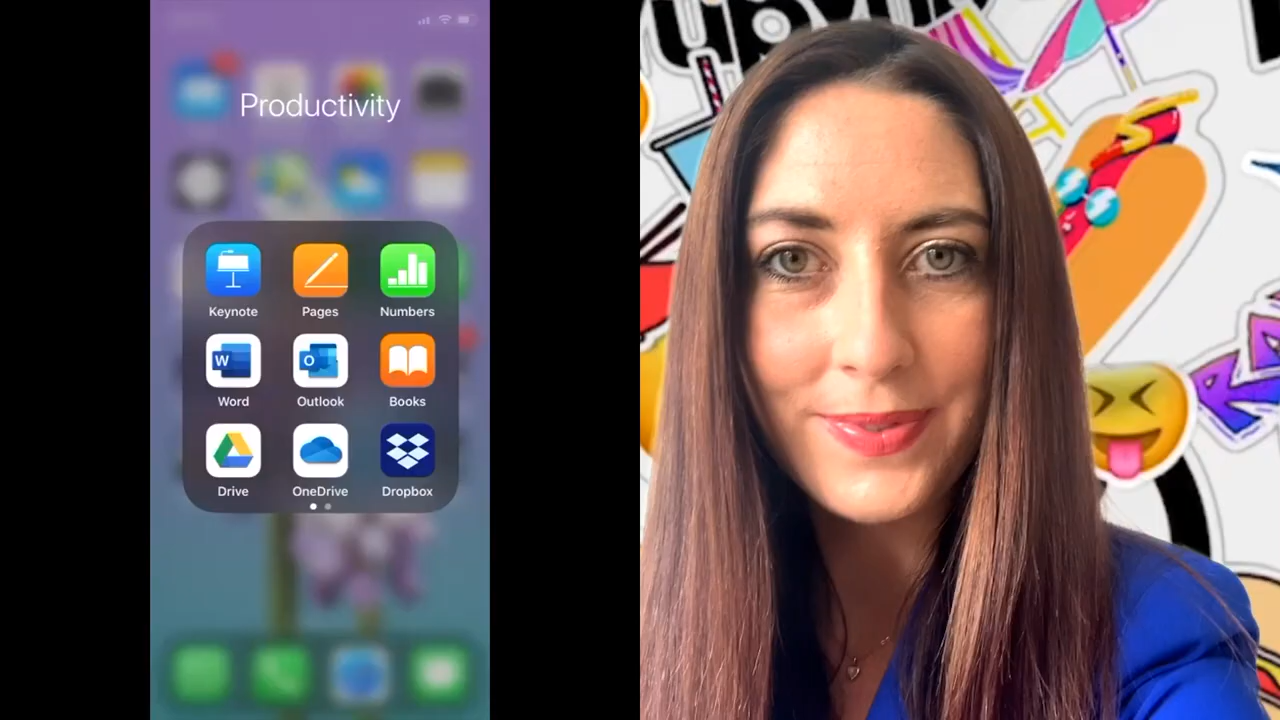 Productivity
Keynote Pages Numbers
W O
Word Outlook Books
Drive OneDrive Dropbox